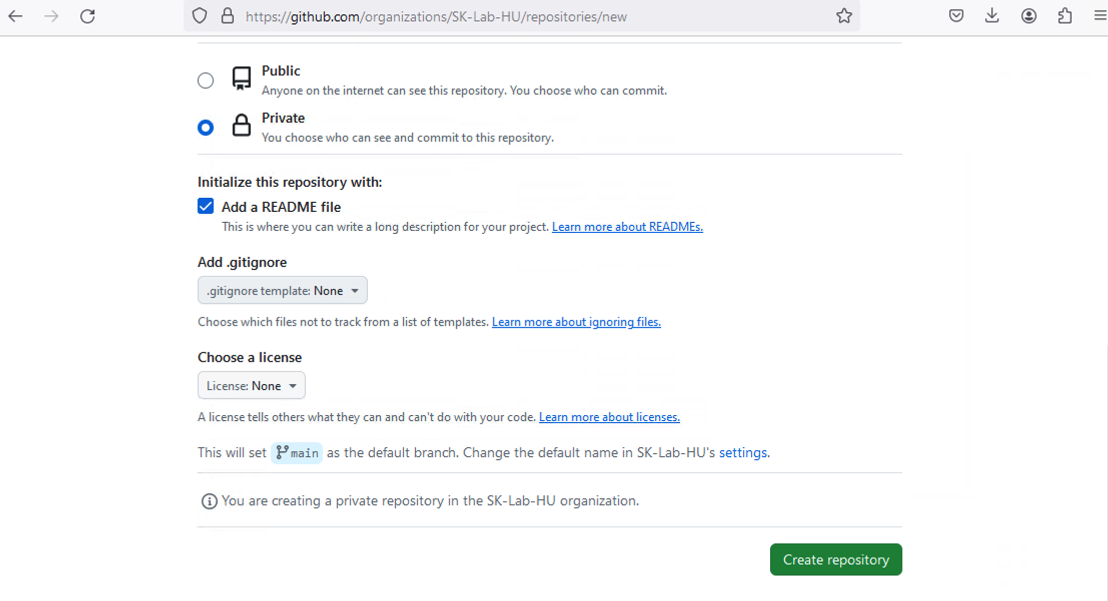 https://github.com/organizations/SK-Lab-HU/repositories/new
Public
Anyone on the internet can see this repository. You choose who can commit.
Private
You choose who can see and commit to this repository.
Initialize this repository with:
Add a README file
This is where you can write a long description for your project. Learn more about READMEs.
Add .gitignore
.gitignore template: None
Choose which files not to track from a list of templates. Learn more about ignoring files.
Choose a license
License: None
A license tells others what they can and can't do with your code. Learn more about licenses.
This will set main as the default branch. Change the default name in SK-Lab-HU's settings.
You are creating a private repository in the SK-Lab-HU organization.
Create repository